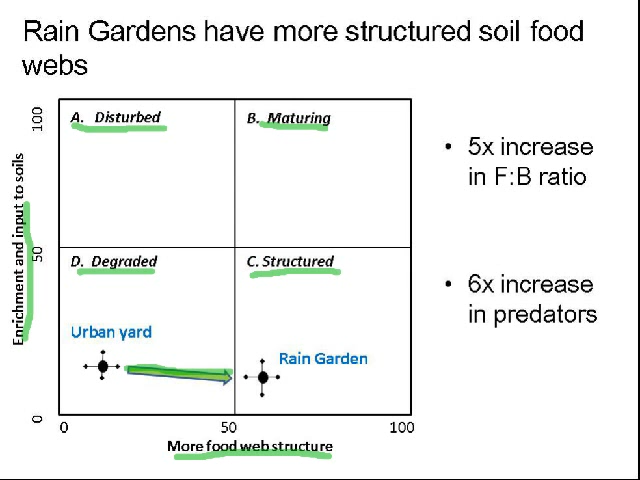 Rain Gardens have more structured soil food
webs
100
A. Disturbed
B. Maturing
• 5x increase
in F:B ratio
Enrichment and input to soils
50
D. Degraded
C. Structured
• 6x increase
in predators
Urban yard
Rain Garden
0
0
50
100
More food web structure